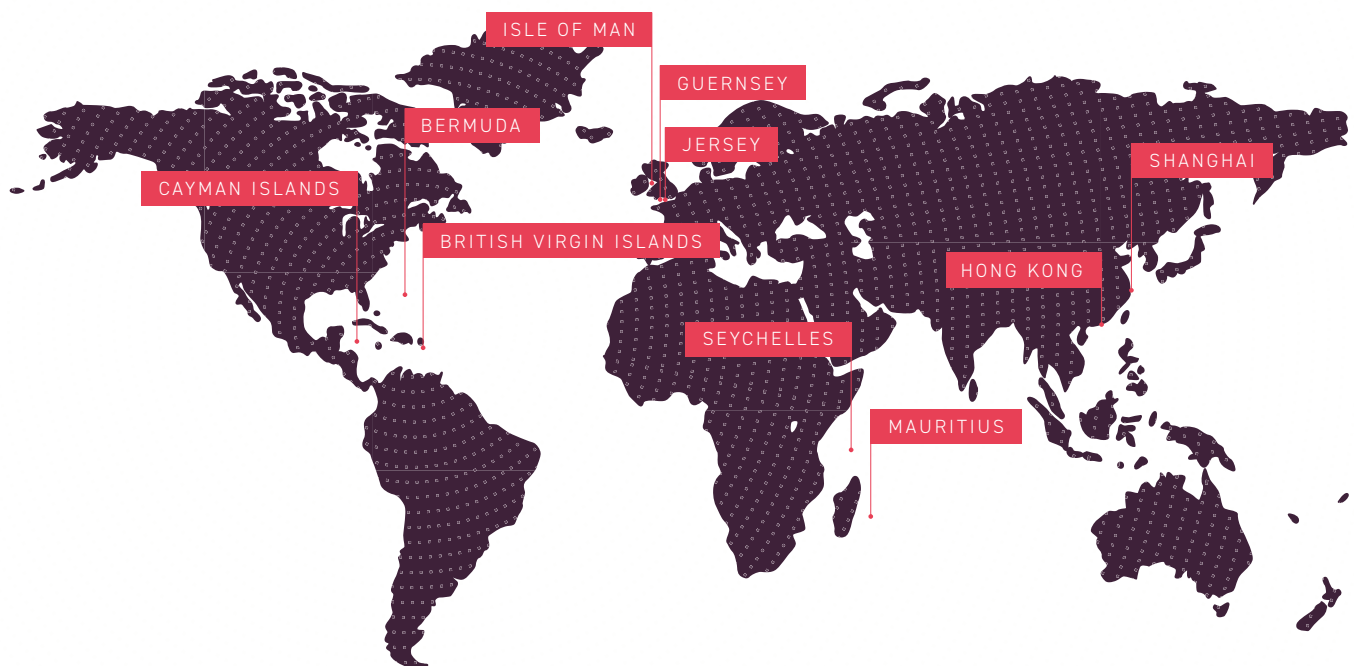 ISLE OF MAN
GUERNSEY
BERMUDA
JERSEY
SHANGHAI
CAYMAN ISLANDS
BRITISH VIRGIN ISLANDS
HONG KONG
SEYCHELLES
MAURITIUS